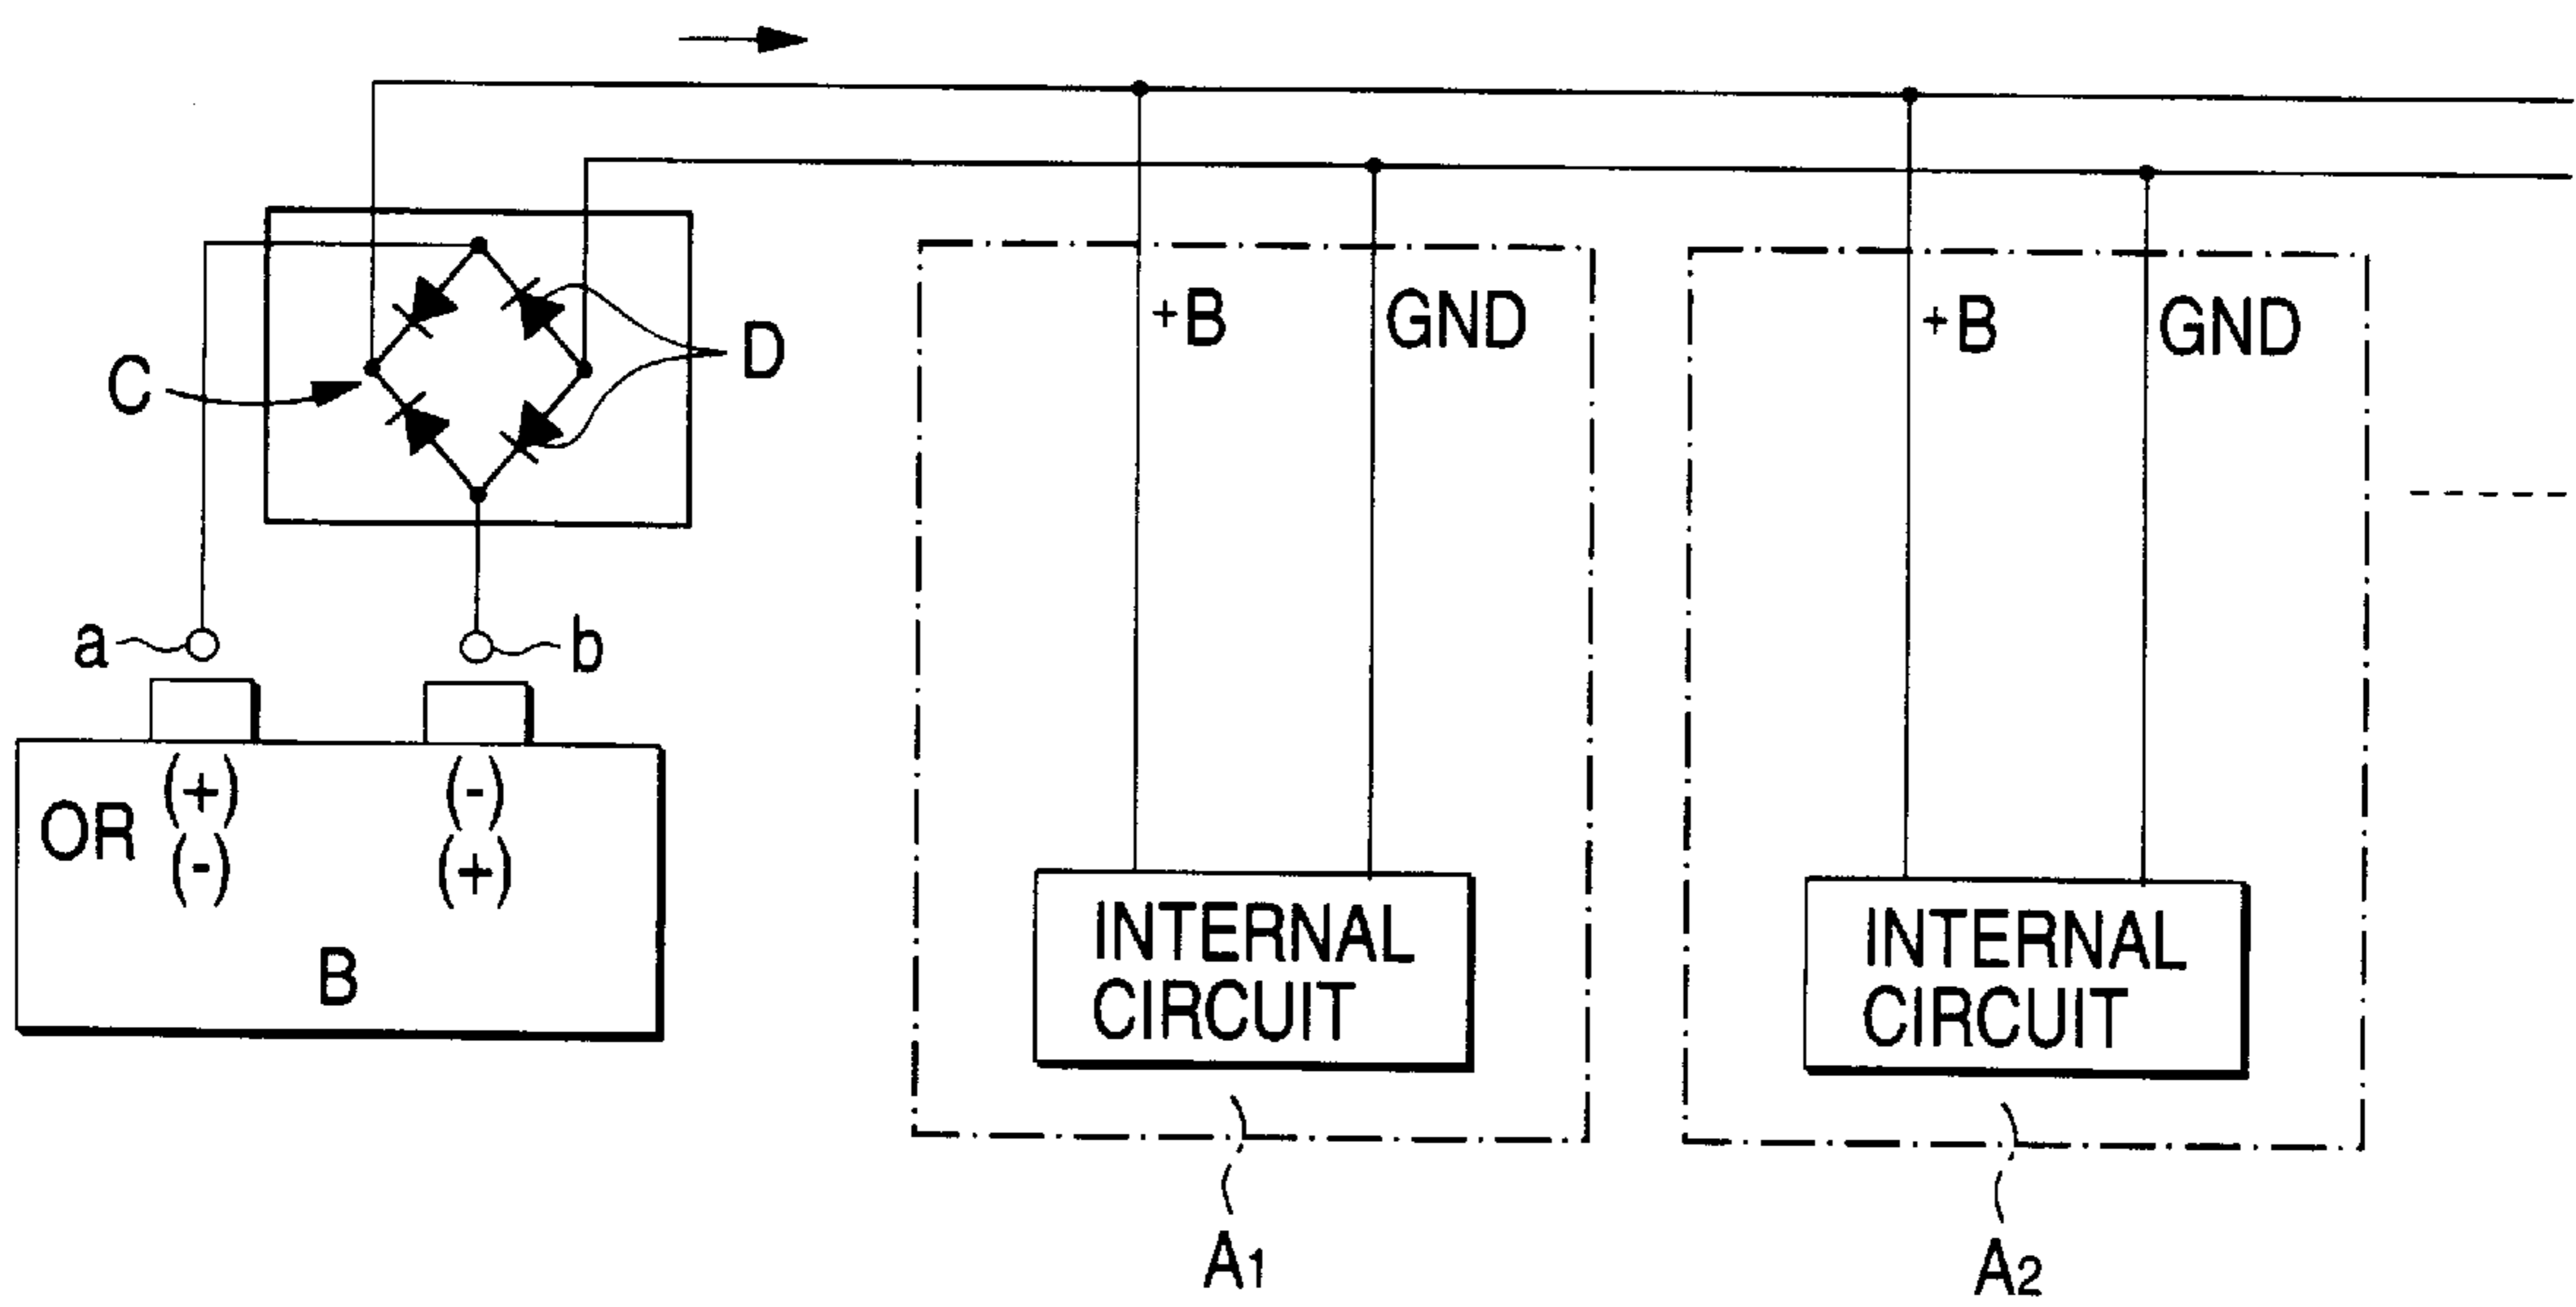 C
D
+B
GND
+B
GND
a
b
(+)
(-)
OR
(-)
(+)
B
INTERNAL
CIRCUIT
INTERNAL
CIRCUIT
A1
A2